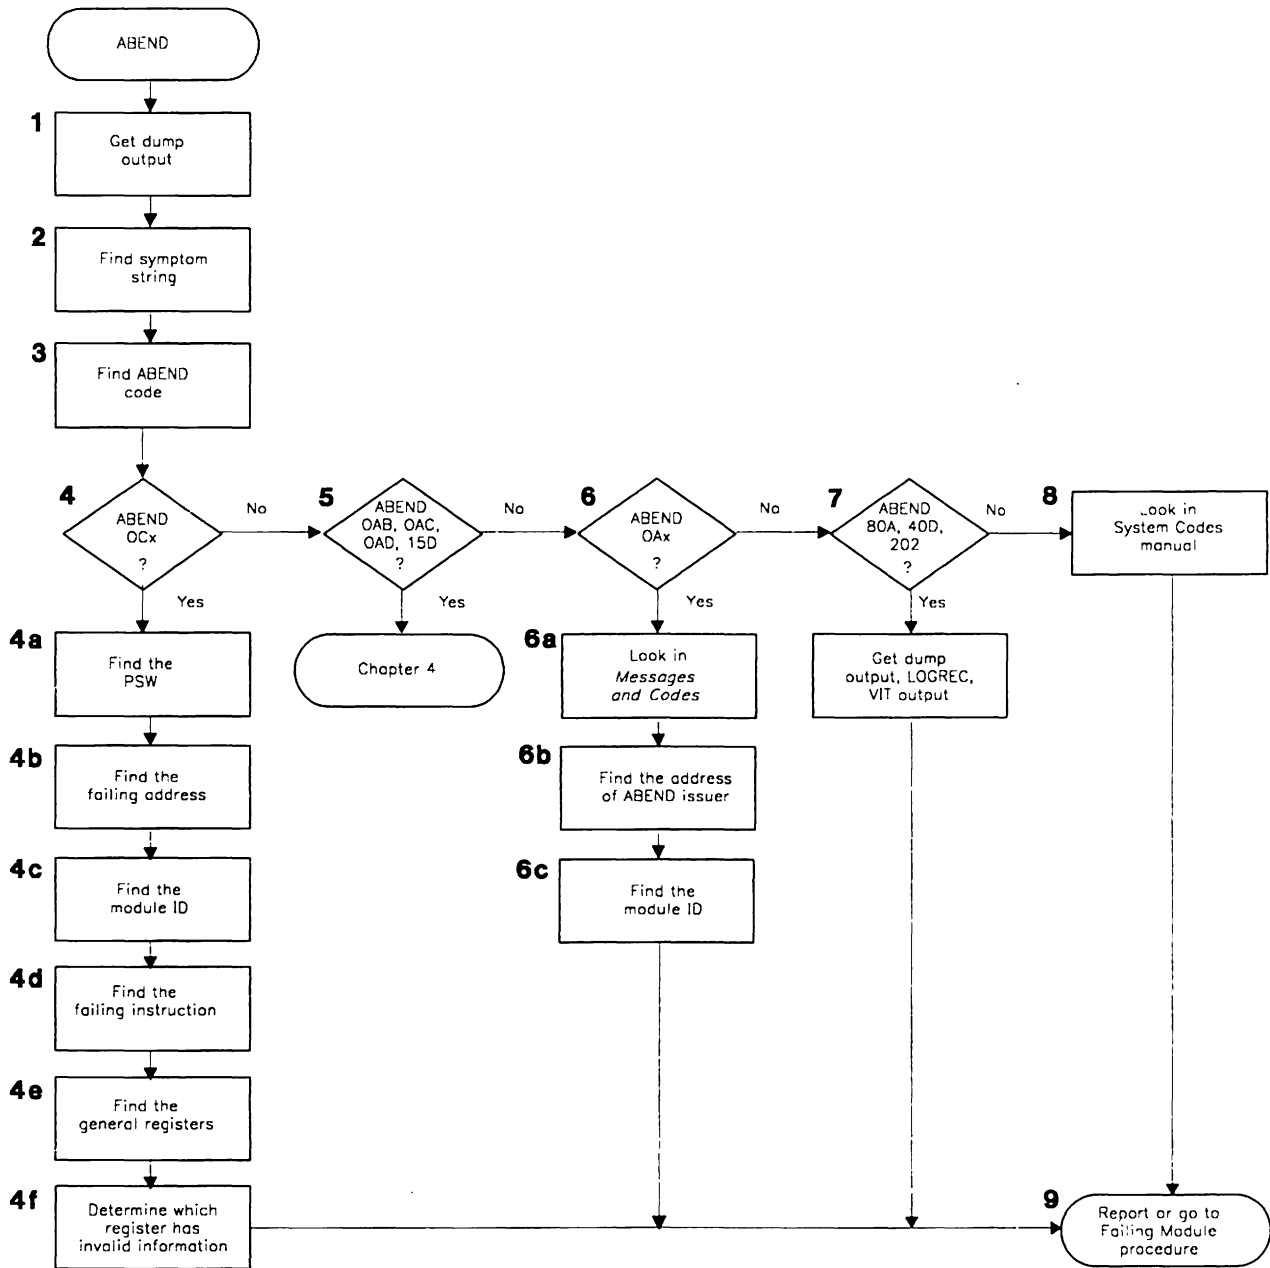 ABEND
1
Get dump
output
2
Find symptom
string
3
Find ABEND
code
4
ABEND
OCx
?
No
Yes
5
ABEND
OAB, OAC,
OAD, 15D
?
No
Yes
6
ABEND
OAx
?
No
Yes
7
ABEND
80A, 40D,
202
?
No
Yes
8
Look in
System Codes
manual
4a
Find the
PSW
Chapter 4
6a
Look in
Messages
and Codes
Get dump
output, LOGREC,
VIT output
4b
Find the
failing address
6b
Find the address
of ABEND issuer
4c
Find the
module ID
6c
Find the
module ID
4d
Find the
failing instruction
4e
Find the
general registers
4f
Determine which
register has
invalid information
9
Report or go to
Failing Module
procedure